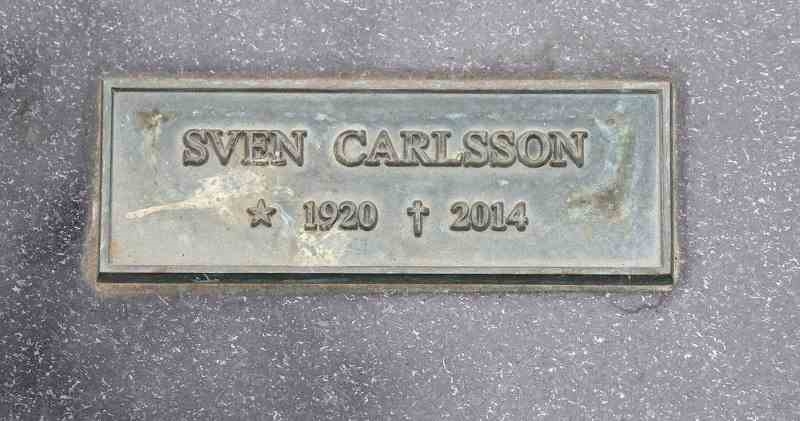 SVEN CARLSSON
★ 1920 ✝ 2014